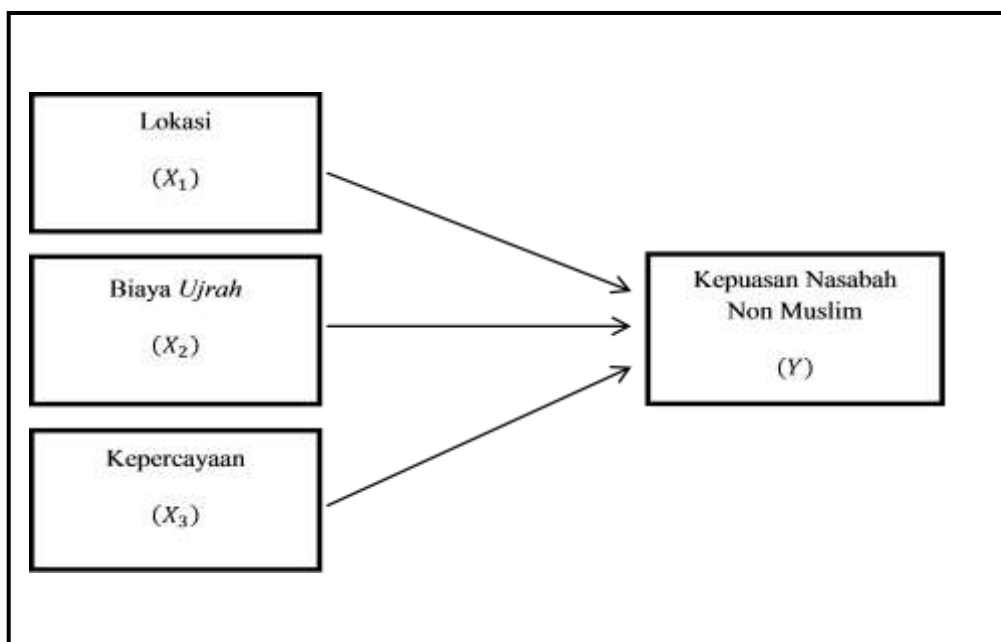 Lokasi
(X₁)
Biaya Ujrah
(X₂)
Kepercayaan
(X₃)
Kepuasan Nasabah
Non Muslim
(Y)